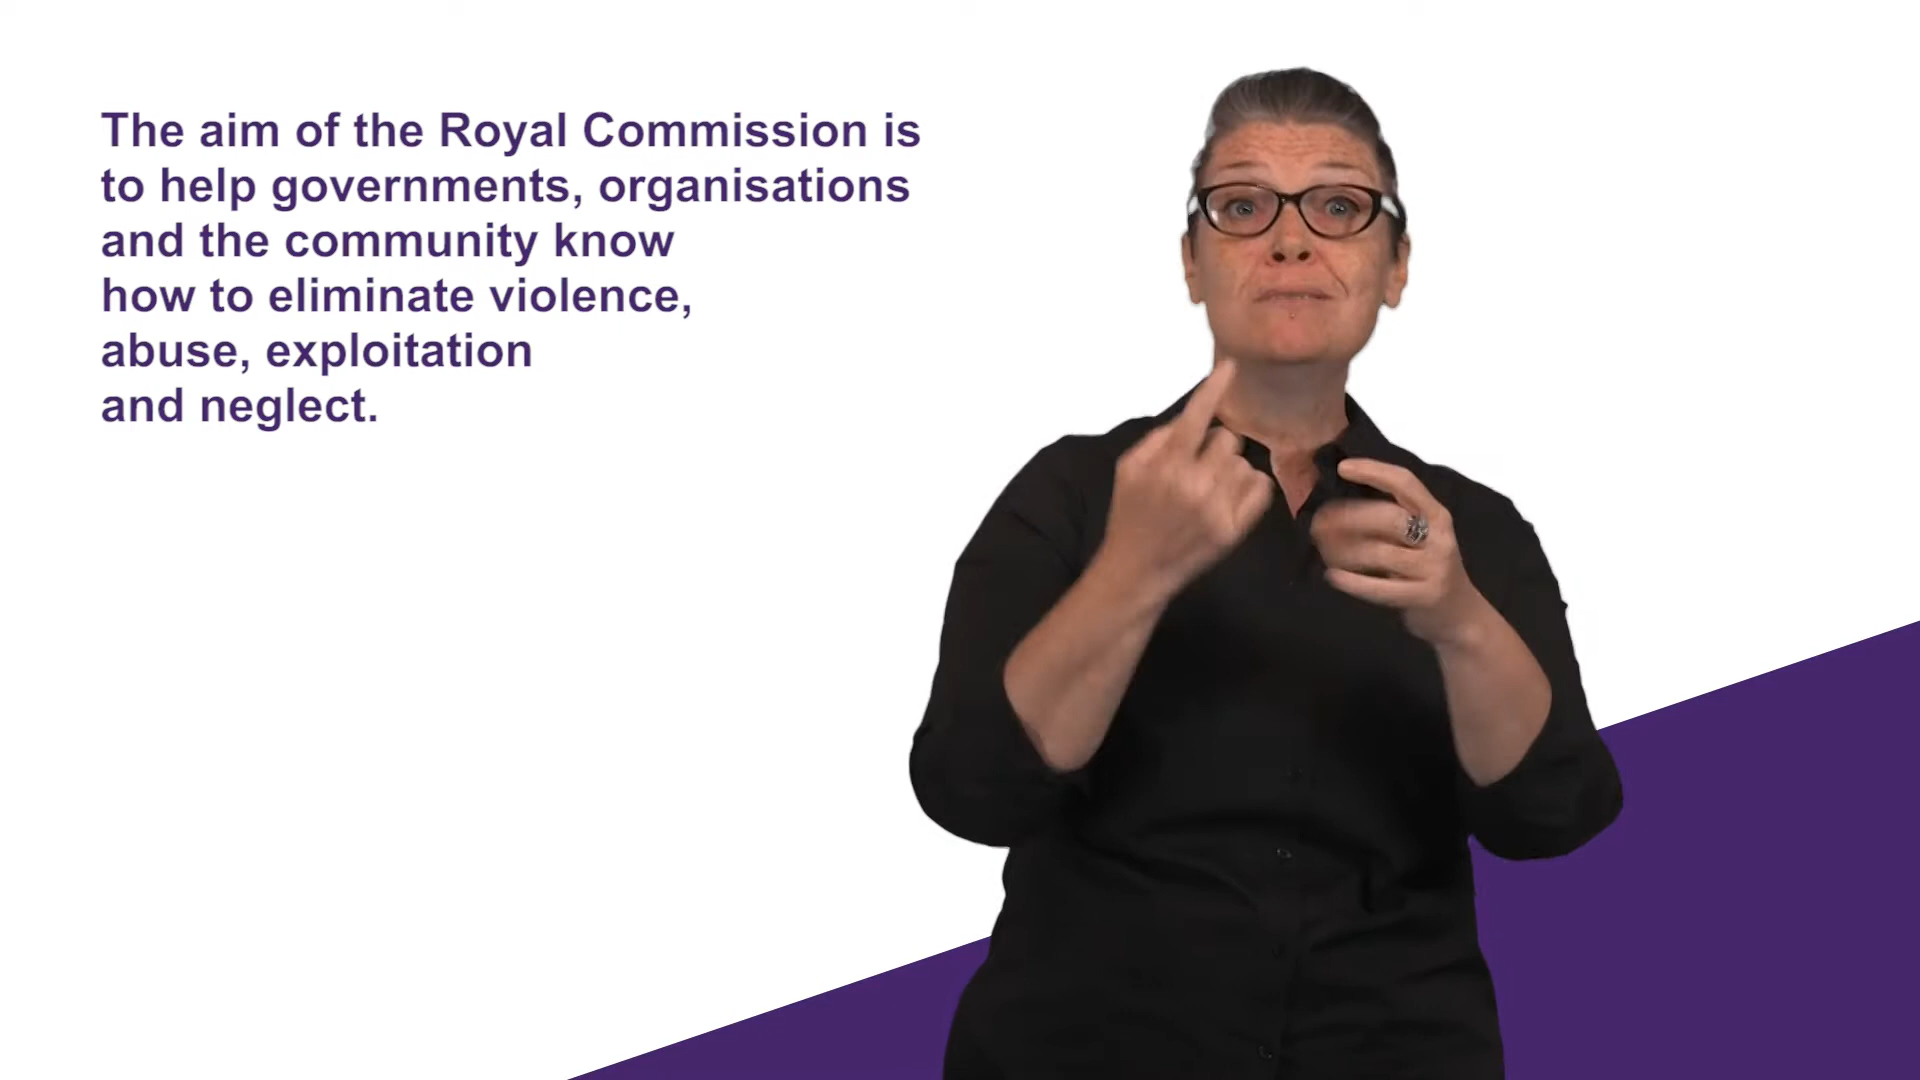 The aim of the Royal Commission is
to help governments, organisations
and the community know
how to eliminate violence,
abuse, exploitation
and neglect.